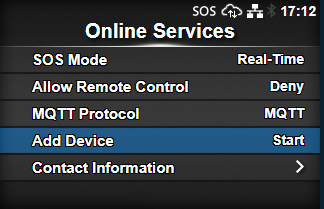 SOS 17:12
Online Services
SOS Mode Real-Time
Allow Remote Control Deny
MQTT Protocol MQTT
Add Device Start
Contact Information